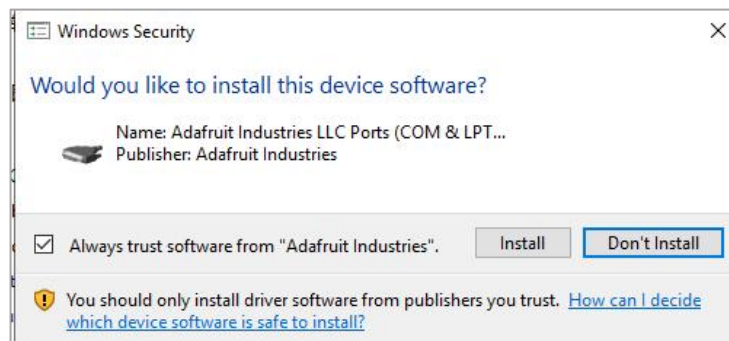 Windows Security
Would you like to install this device software?
Name: Adafruit Industries LLC Ports (COM & LPT...
Publisher: Adafruit Industries
Always trust software from "Adafruit Industries".
Install
Don't Install
You should only install driver software from publishers you trust. How can I decide
which device software is safe to install?